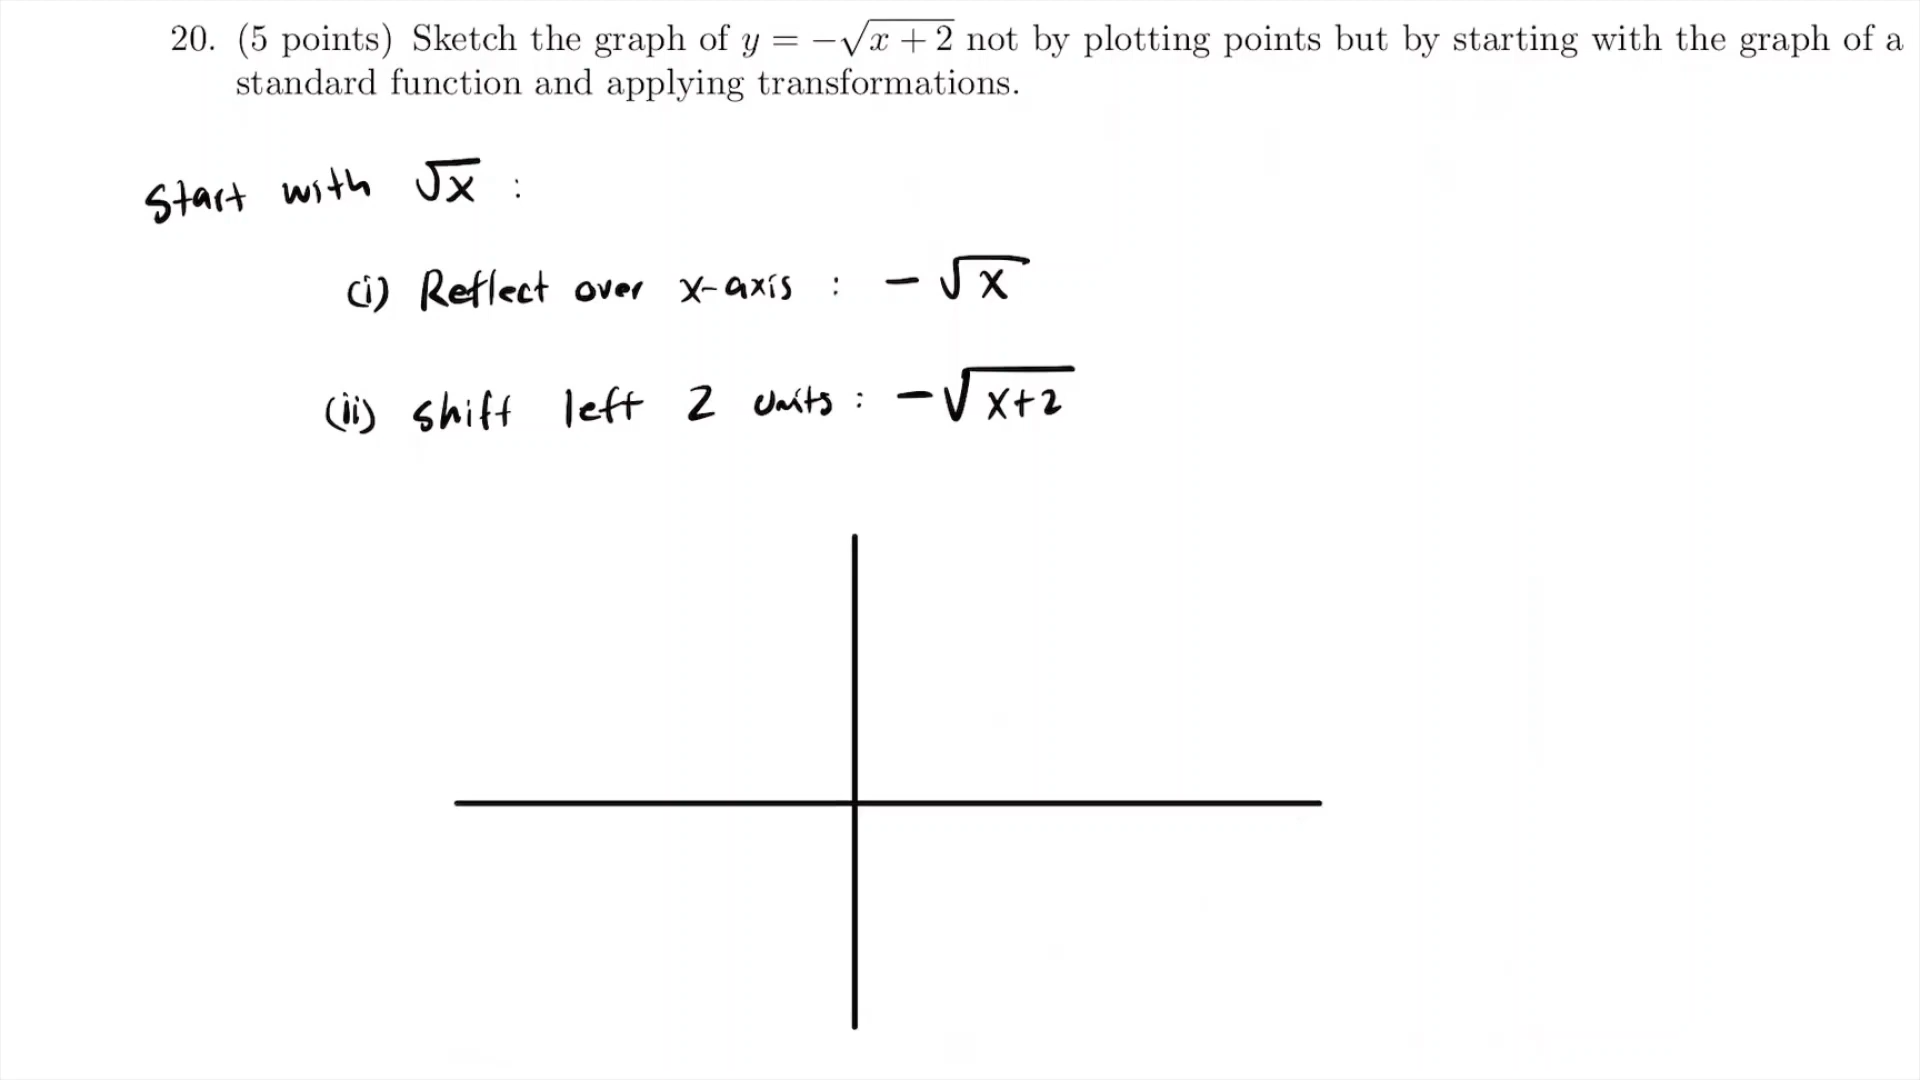 20. (5 points) Sketch the graph of y = −√(x + 2) not by plotting points but by starting with the graph of a
standard function and applying transformations.
Start with √x :
(i) Reflect over x-axis : −√x
(ii) shift left 2 units : −√(x+2)